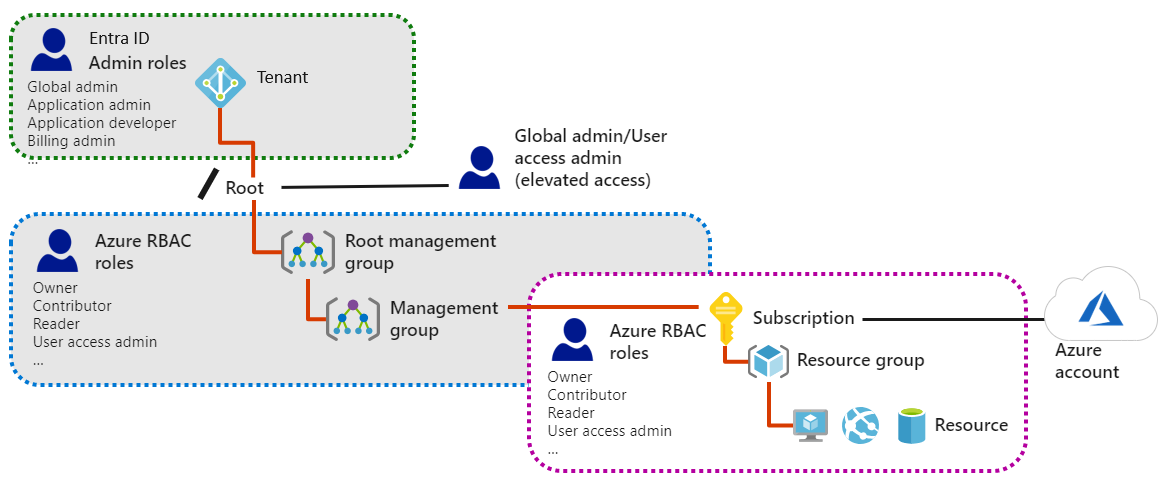 Entra ID
Admin roles
Global admin
Application admin
Application developer
Billing admin
...
Tenant
Global admin/User
access admin
(elevated access)
/
Root
Azure RBAC
roles
Owner
Contributor
Reader
User access admin
...
Root management
group
Management
group
Azure RBAC
roles
Owner
Contributor
Reader
User access admin
...
Subscription
Resource group
Resource
Azure
account